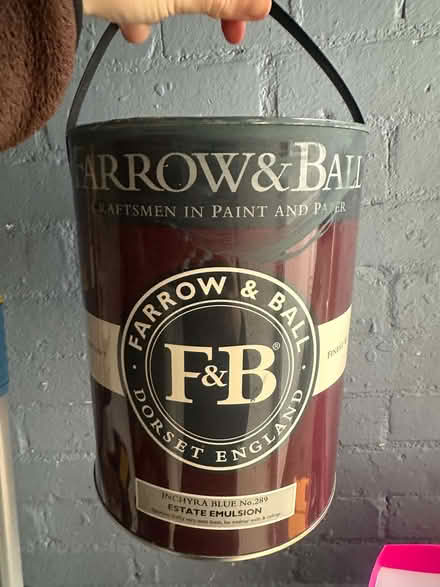 FARROW&BALL
CRAFTSMEN IN PAINT AND PAPER
FARROW & BALL
F&B®
DORSET ENGLAND
INCHYRA BLUE No.289
ESTATE EMULSION